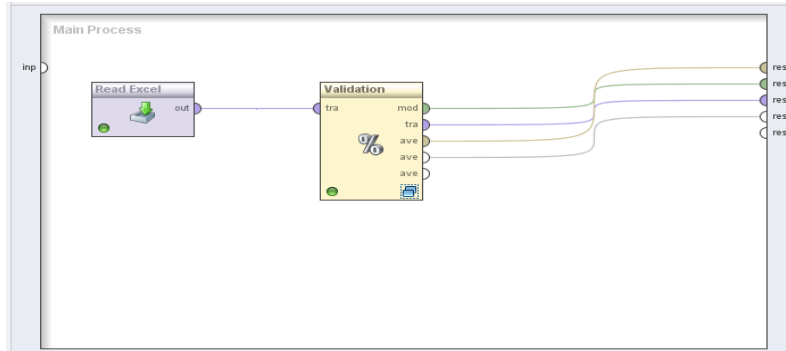 Main Process
inp
res
res
res
res
res
Read Excel
out
Validation
tra
mod
tra
ave
ave
ave
%